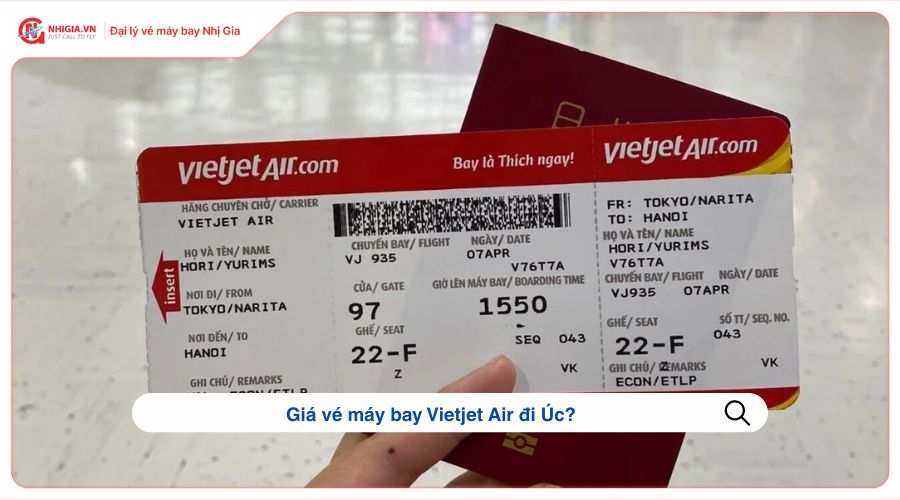 NHIGIA.VN
JUST CALL TO FLY
Đại lý vé máy bay Nhị Gia
vietjetAir.com
Bay là Thích ngay!
vietjetAir.com
HÃNG CHUYÊN CHỞ/ CARRIER
VIETJET AIR
HỌ VÀ TÊN/ NAME
HORI/YURIMS
insert
NƠI ĐI/ FROM
TOKYO/NARITA
NƠI ĐẾN/ TO
HANOI
GHI CHÚ/ REMARKS
ECON/ETLP
CHUYẾN BAY/ FLIGHT
NGÀY/ DATE
VJ 935
07APR
V76T7A
CỬA/ GATE
GIỜ LÊN MÁY BAY/ BOARDING TIME
97
1550
GHẾ/ SEAT
SEQ 043
22-F
Z
VK
FR: TOKYO/NARITA
TO: HANOI
HỌ VÀ TÊN/ NAME
HORI/YURIMS
V76T7A
CHUYẾN BAY/ FLIGHT
NGÀY/ DATE
VJ935
07APR
GHẾ/ SEAT
SỐ TT/ SEQ. NO.
22-F
043
Z
VK
GHI CHÚ/ REMARKS
ECON/ETLP
Giá vé máy bay Vietjet Air đi Úc?